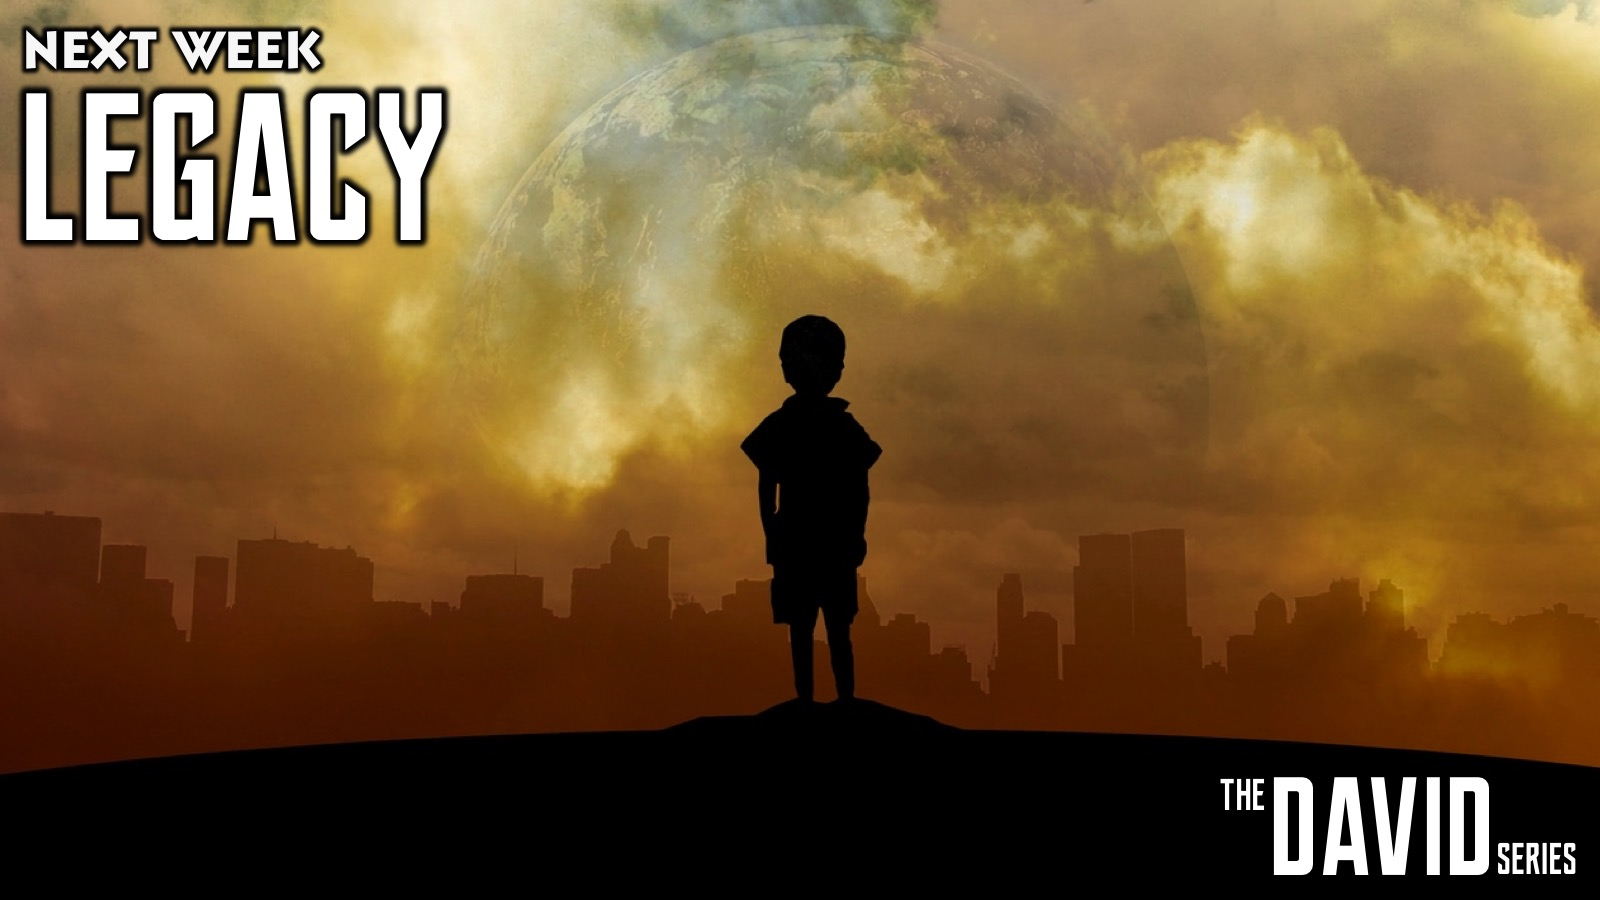 NEXT WEEK
LEGACY
THE DAVID SERIES